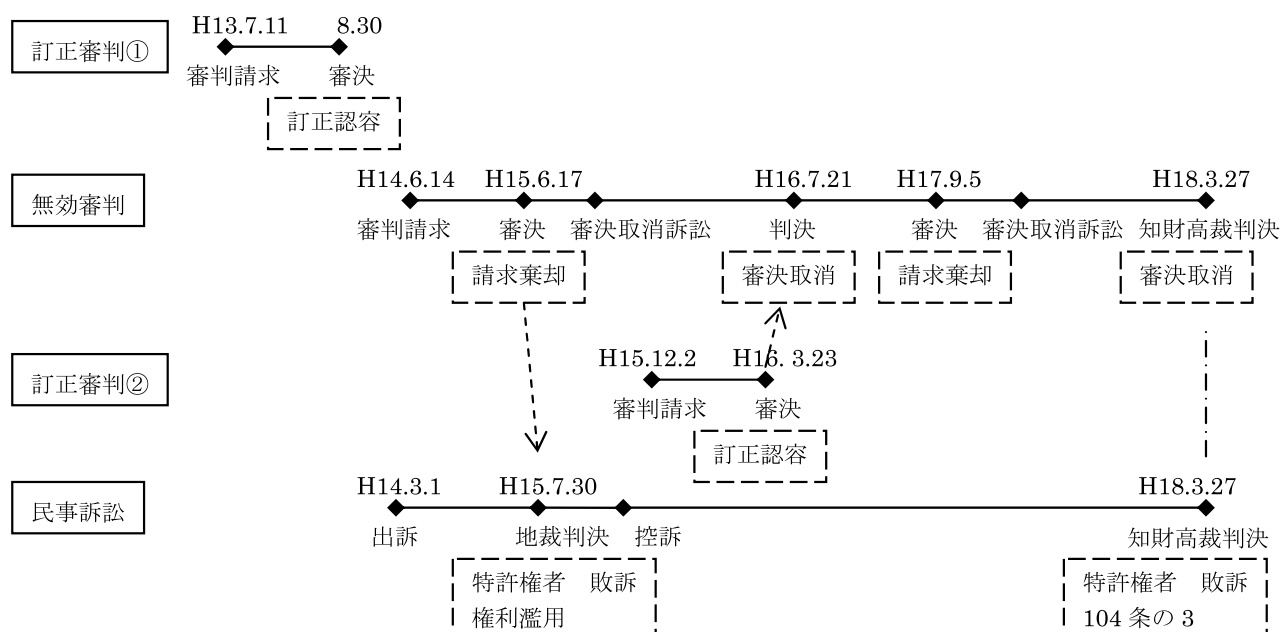 訂正審判①
H13.7.11 8.30
審判請求 審決
訂正認容
無効審判
H14.6.14 H15.6.17 H16.7.21 H17.9.5 H18.3.27
審判請求 審決 審決取消訴訟 判決 審決 審決取消訴訟 知財高裁判決
請求棄却 審決取消 請求棄却 審決取消
訂正審判②
H15.12.2 H16. 3.23
審判請求 審決
訂正認容
民事訴訟
H14.3.1 H15.7.30 H18.3.27
出訴 地裁判決 控訴 知財高裁判決
特許権者 敗訴 特許権者 敗訴
権利濫用 104 条の 3